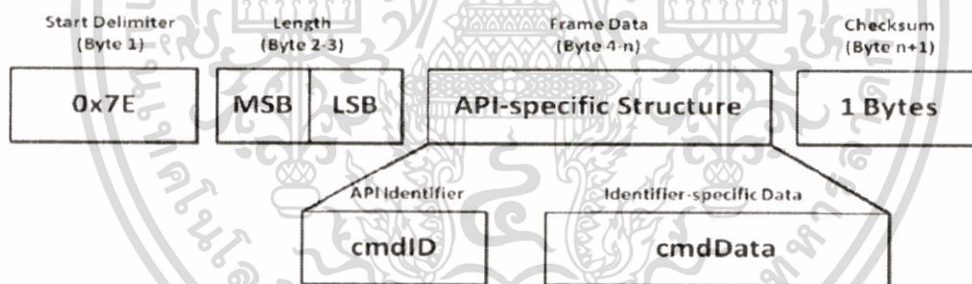 Start Delimiter
(Byte 1)
Length
(Byte 2-3)
Frame Data
(Byte 4-n)
Checksum
(Byte n+1)
0x7E
MSB
LSB
API-specific Structure
1 Bytes
API Identifier
Identifier-specific Data
cmdID
cmdData